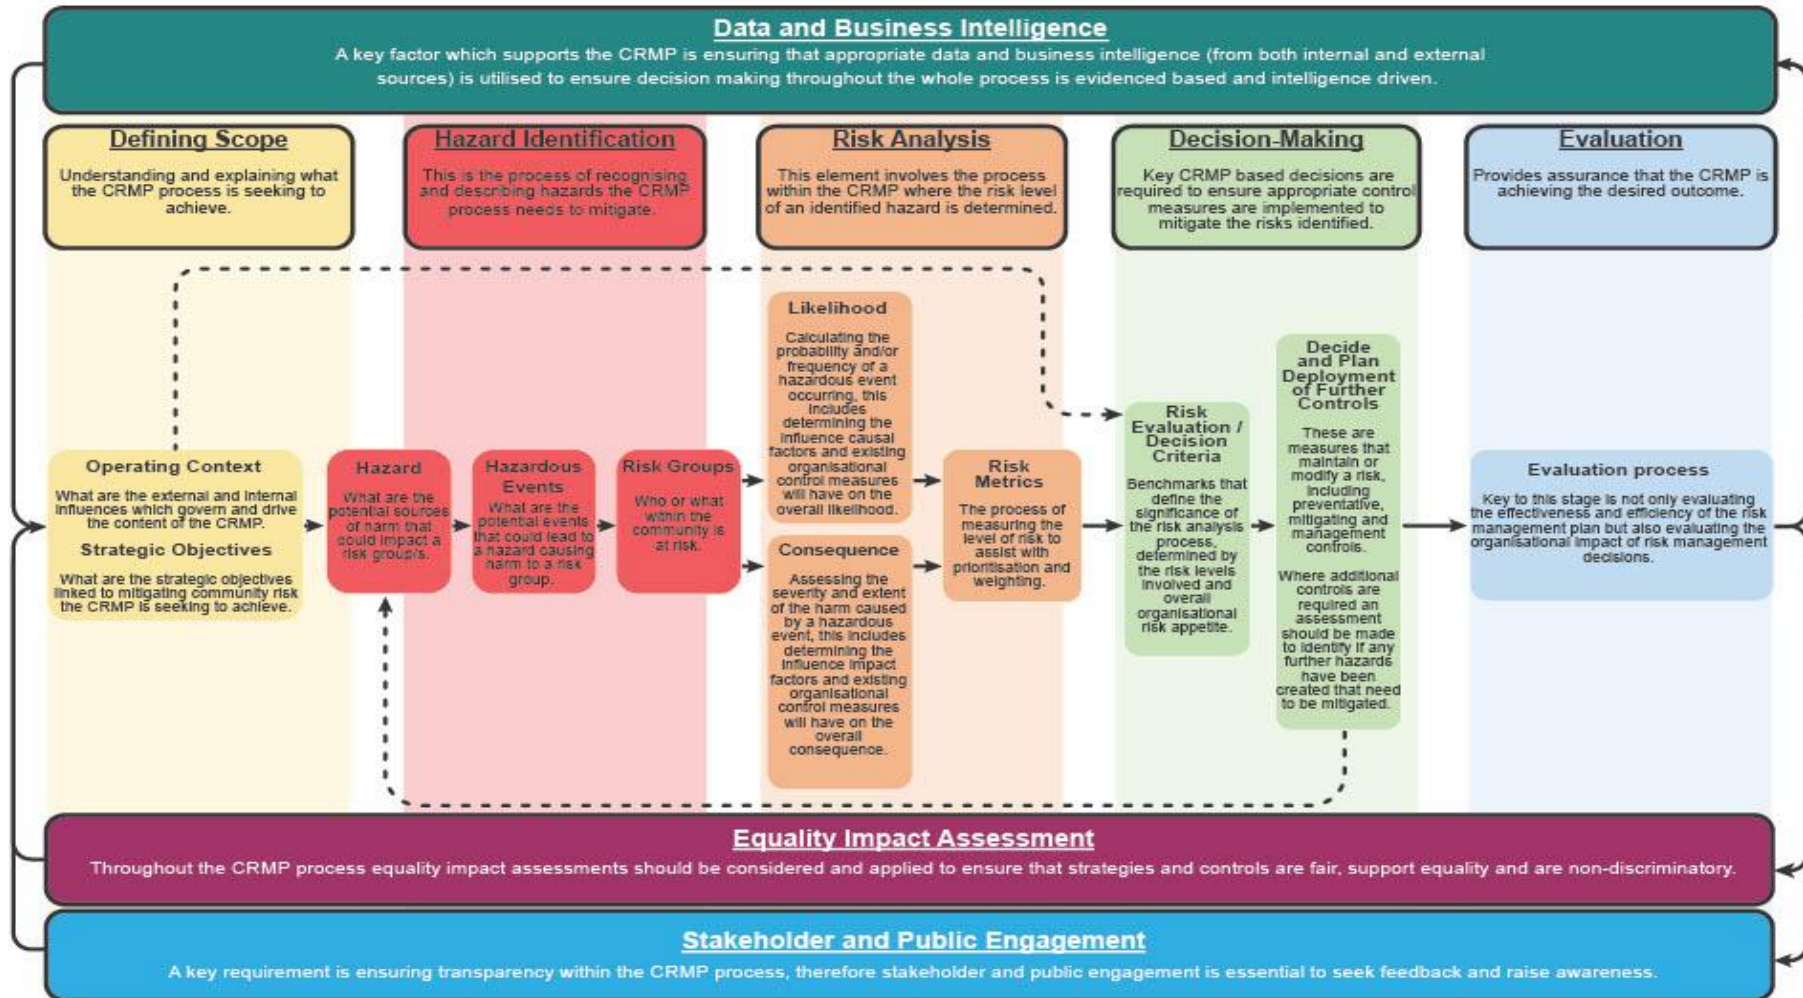 Data and Business Intelligence
A key factor which supports the CRMP is ensuring that appropriate data and business intelligence (from both internal and external
sources) is utilised to ensure decision making throughout the whole process is evidenced based and intelligence driven.
Defining Scope
Understanding and explaining what
the CRMP process is seeking to
achieve.
Hazard Identification
This is the process of recognising
and describing hazards the CRMP
process needs to mitigate.
Risk Analysis
This element involves the process
within the CRMP where the risk level
of an identified hazard is determined.
Decision-Making
Key CRMP based decisions are
required to ensure appropriate control
measures are implemented to
mitigate the risks identified.
Evaluation
Provides assurance that the CRMP is
achieving the desired outcome.
Operating Context
What are the external and internal
influences which govern and drive
the content of the CRMP.
Strategic Objectives
What are the strategic objectives
linked to mitigating community risk
the CRMP is seeking to achieve.
Hazard
What are the
potential sources
of harm that
could impact a
risk group/s.
Hazardous
Events
What are the
potential events
that could lead to
a hazard causing
harm to a risk
group.
Risk Groups
Who or what
within the
community is
at risk.
Likelihood
Calculating the
probability and/or
frequency of a
hazardous event
occurring, this
includes
determining the
influence causal
factors and existing
organisational
control measures
will have on the
overall likelihood.
Consequence
Assessing the
severity and extent
of the harm caused
by a hazardous
event, this includes
determining the
influence impact
factors and existing
organisational
control measures
will have on the
overall
consequence.
Risk
Metrics
The process of
measuring the
level of risk to
assist with
prioritisation and
weighting.
Risk
Evaluation /
Decision
Criteria
Benchmarks that
define the
significance of
the risk analysis
process,
determined by
the risk levels
involved and
overall
organisational
risk appetite.
Decide
and Plan
Deployment
of Further
Controls
These are
measures that
maintain or
modify a risk,
including
preventative,
mitigating and
management
controls.
Where additional
controls are
required an
assessment
should be made
to identify if any
further hazards
have been
created that need
to be mitigated.
Evaluation process
Key to this stage is not only evaluating
the effectiveness and efficiency of the risk
management plan but also evaluating the
organisational impact of risk management
decisions.
Equality Impact Assessment
Throughout the CRMP process equality impact assessments should be considered and applied to ensure that strategies and controls are fair, support equality and are non-discriminatory.
Stakeholder and Public Engagement
A key requirement is ensuring transparency within the CRMP process, therefore stakeholder and public engagement is essential to seek feedback and raise awareness.